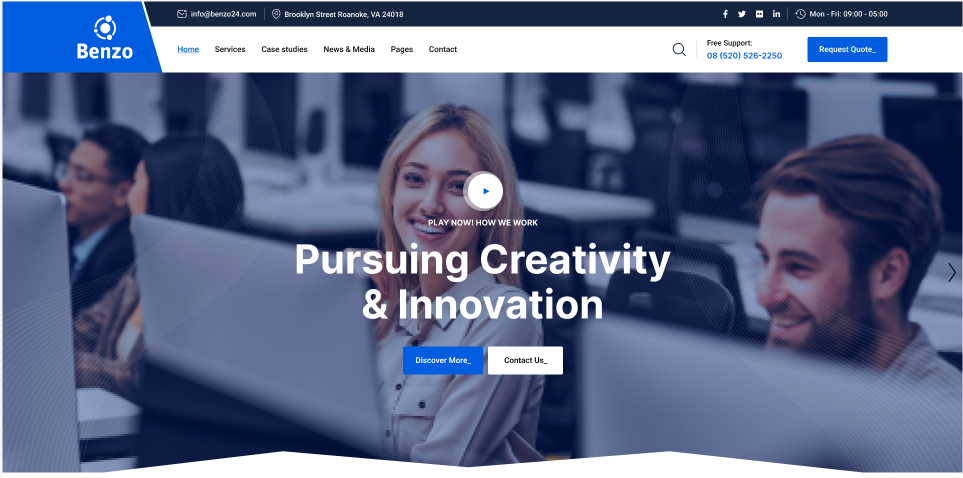 info@benzo24.com
Brooklyn Street Roanoke, VA 24018
Mon - Fri: 09:00 - 05:00
Benzo
Home
Services
Case studies
News & Media
Pages
Contact
Free Support:
08 (520) 526-2250
Request Quote_
PLAY NOW! HOW WE WORK
Pursuing Creativity
& Innovation
Discover More_
Contact Us_